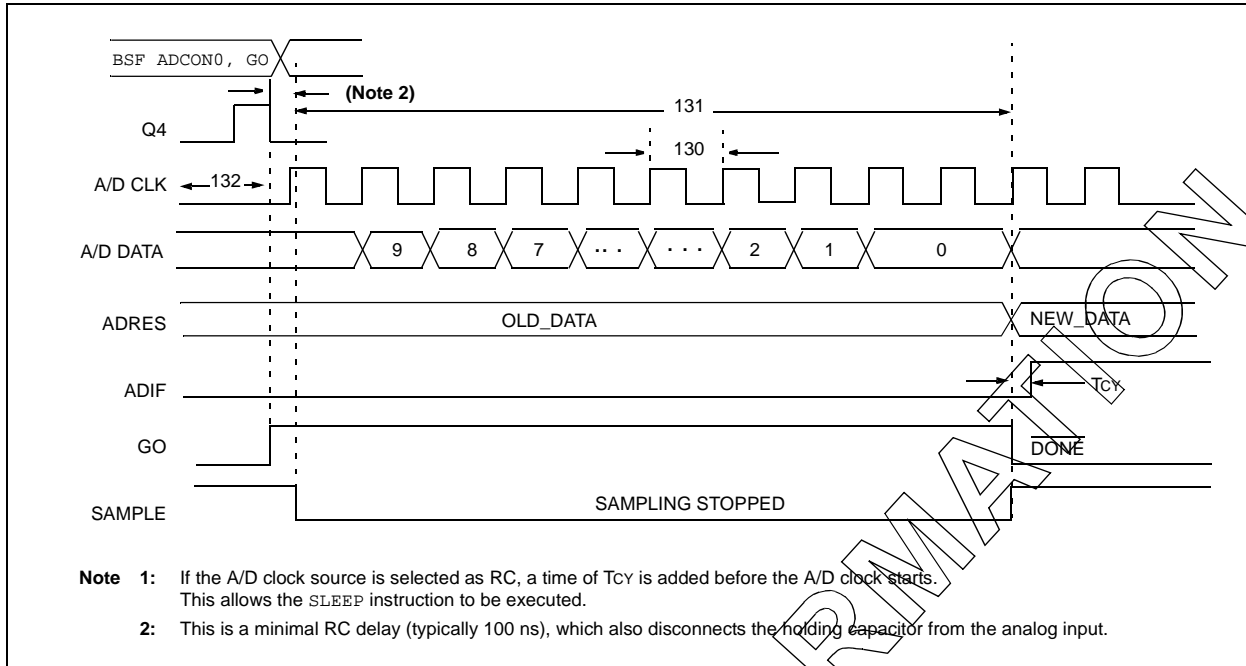 BSF ADCON0, GO
(Note 2)
131
Q4
130
A/D CLK
132
A/D DATA
9 8 7 .. . . . . 2 1 0
ADRES
OLD_DATA
NEW_DATA
ADIF
TCY
GO
DONE
SAMPLE
SAMPLING STOPPED
Note 1: If the A/D clock source is selected as RC, a time of TCY is added before the A/D clock starts.
This allows the SLEEP instruction to be executed.
2: This is a minimal RC delay (typically 100 ns), which also disconnects the holding capacitor from the analog input.
RMATION